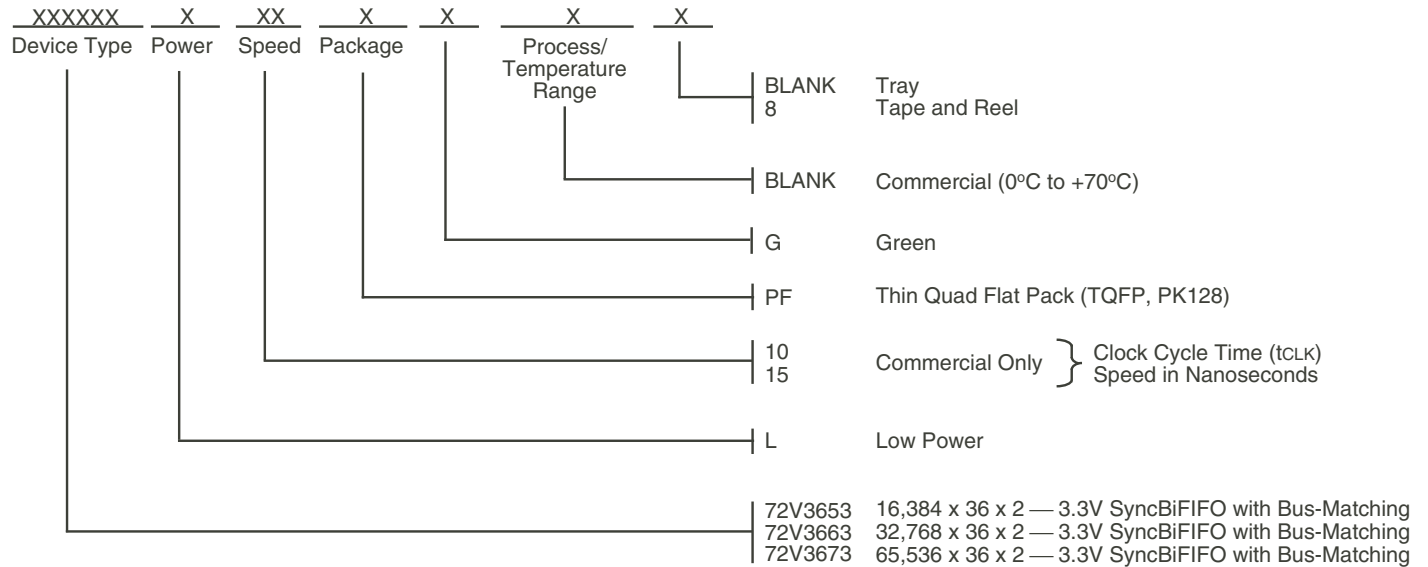 XXXXXX X XX X X X X
Device Type Power Speed Package Process/
Temperature
Range
BLANK Tray
8 Tape and Reel
BLANK Commercial (0°C to +70°C)
G Green
PF Thin Quad Flat Pack (TQFP, PK128)
10
15
Commercial Only } Clock Cycle Time (tCLK)
Speed in Nanoseconds
L Low Power
72V3653 16,384 x 36 x 2 — 3.3V SyncBiFIFO with Bus-Matching
72V3663 32,768 x 36 x 2 — 3.3V SyncBiFIFO with Bus-Matching
72V3673 65,536 x 36 x 2 — 3.3V SyncBiFIFO with Bus-Matching